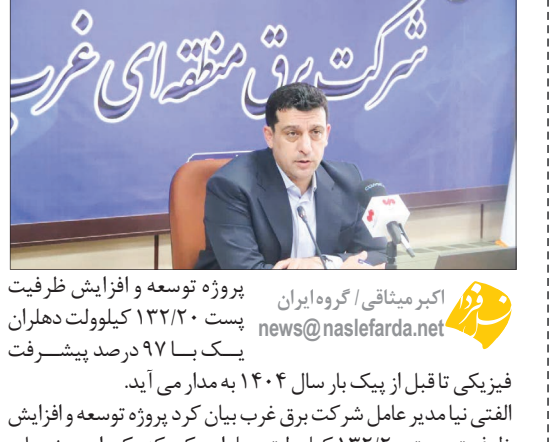 شرکت برق منطقه ای غرب
نسل فردا
اکبر میثاقی / گروه ایران
news@naslefarda.net
پروژه توسعه و افزایش ظرفیت
پست ۱۳۲/۲۰ کیلوولت دهلران
یک با ۹۷ درصد پیشرفت
فیزیکی تا قبل از پیک بار سال ۱۴۰۴ به مدار می آید.
الفتی نیا مدیر عامل شرکت برق غرب بیان کرد پروژه توسعه و افزایش